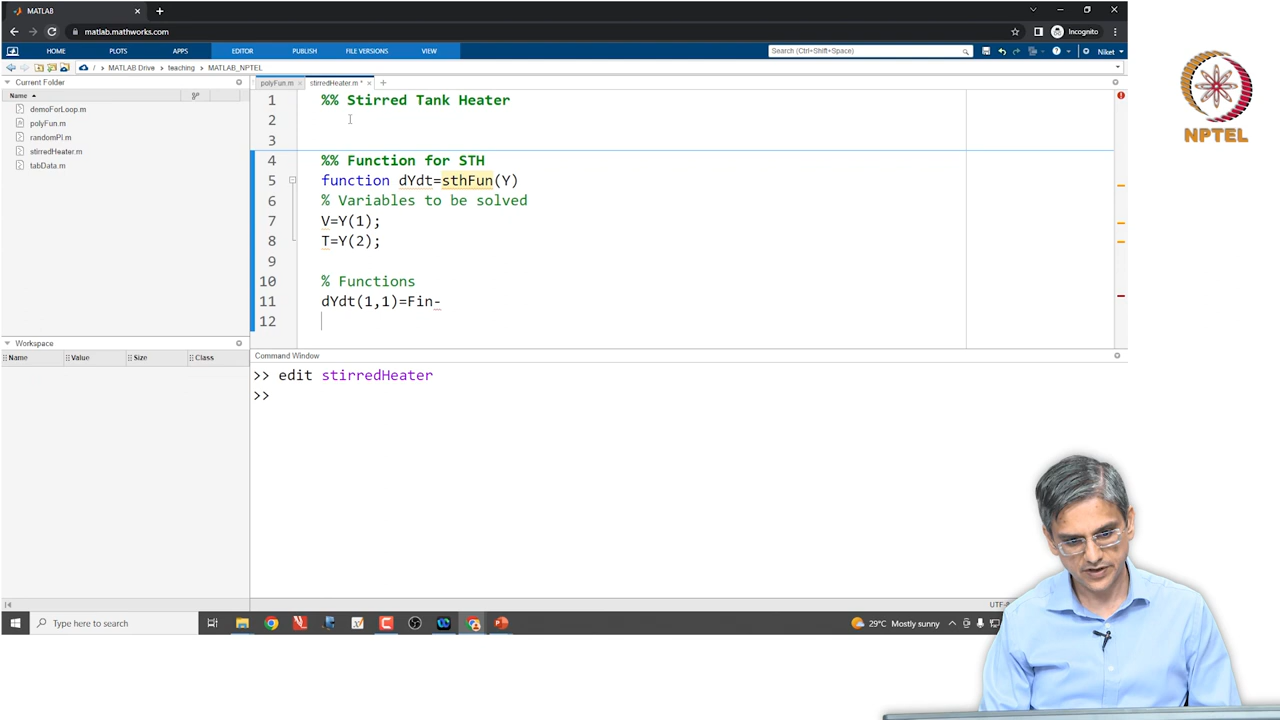 MATLAB
matlab.mathworks.com
Incognito
HOME PLOTS APPS EDITOR PUBLISH FILE VERSIONS VIEW
Search (Ctrl+Shift+Space)
Niket
/ MATLAB Drive teaching MATLAB_NPTEL
Current Folder
Name
demoForLoop.m
polyFun.m
randomPi.m
stirredHeater.m
tabData.m
polyFun.m
stirredHeater.m *
1 %% Stirred Tank Heater
2
3
4 %% Function for STH
5 function dYdt=sthFun(Y)
6 % Variables to be solved
7 V=Y(1);
8 T=Y(2);
9
10 % Functions
11 dYdt(1,1)=Fin-
12
NPTEL
Workspace
Name Value Size Class
Command Window
>> edit stirredHeater
>>
UTF-8
Type here to search
29°C Mostly sunny